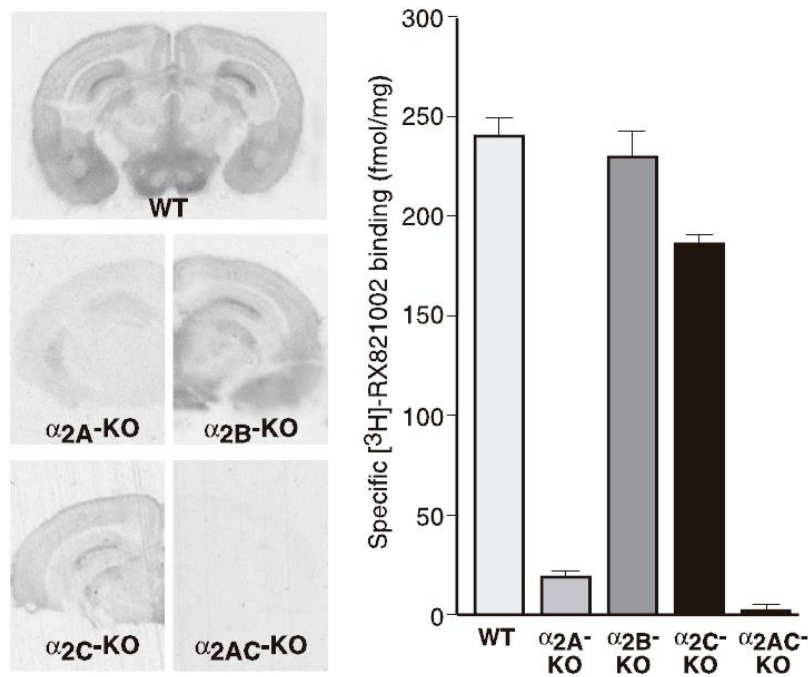 WT
α2A-KO
α2B-KO
α2C-KO
α2AC-KO
Specific [3H]-RX821002 binding (fmol/mg)
300
250
200
150
100
50
0
WT
α2A-
KO
α2B-
KO
α2C-
KO
α2AC-
KO